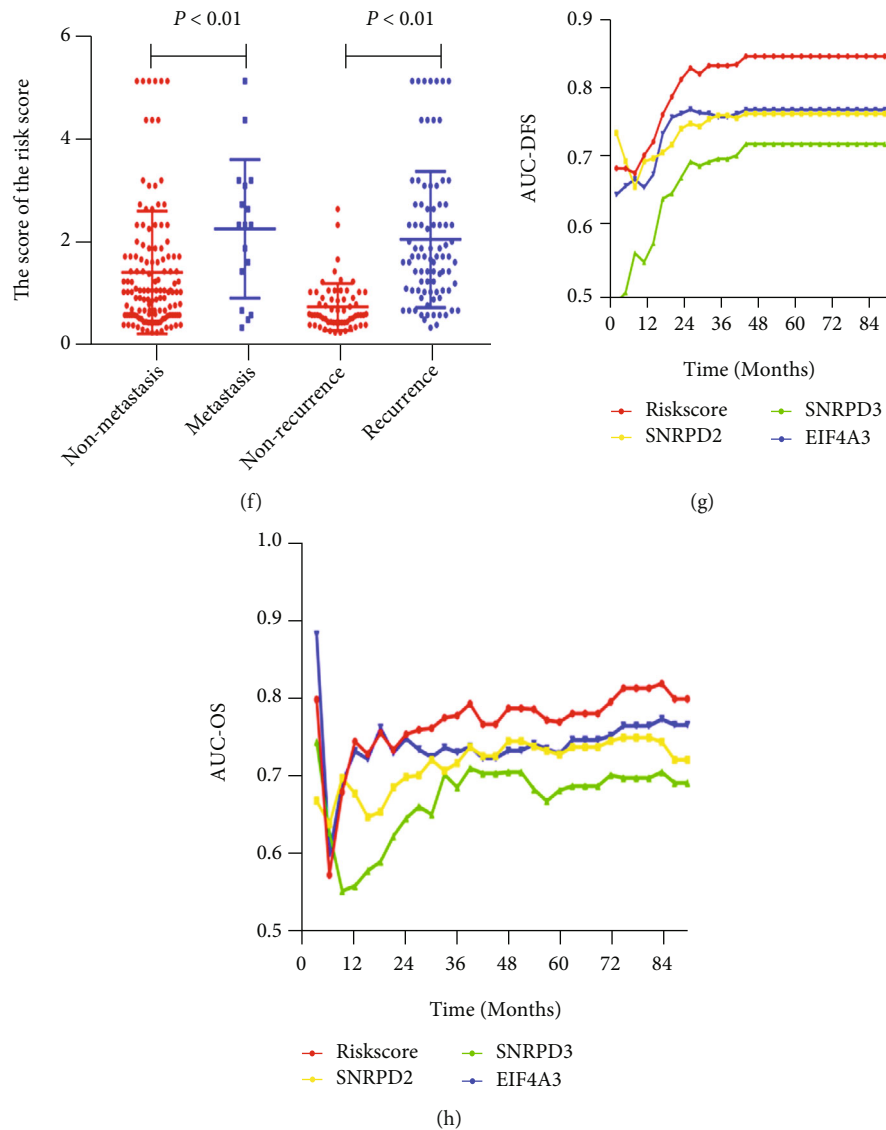 P < 0.01 P < 0.01
The score of the risk score
6
4
2
0
Non-metastasis
Metastasis
Non-recurrence
Recurrence
(f)
AUC-DFS
0.9
0.8
0.7
0.6
0.5
0 12 24 36 48 60 72 84
Time (Months)
Riskscore SNRPD3
SNRPD2 EIF4A3
(g)
AUC-OS
1.0
0.9
0.8
0.7
0.6
0.5
0 12 24 36 48 60 72 84
Time (Months)
Riskscore SNRPD3
SNRPD2 EIF4A3
(h)